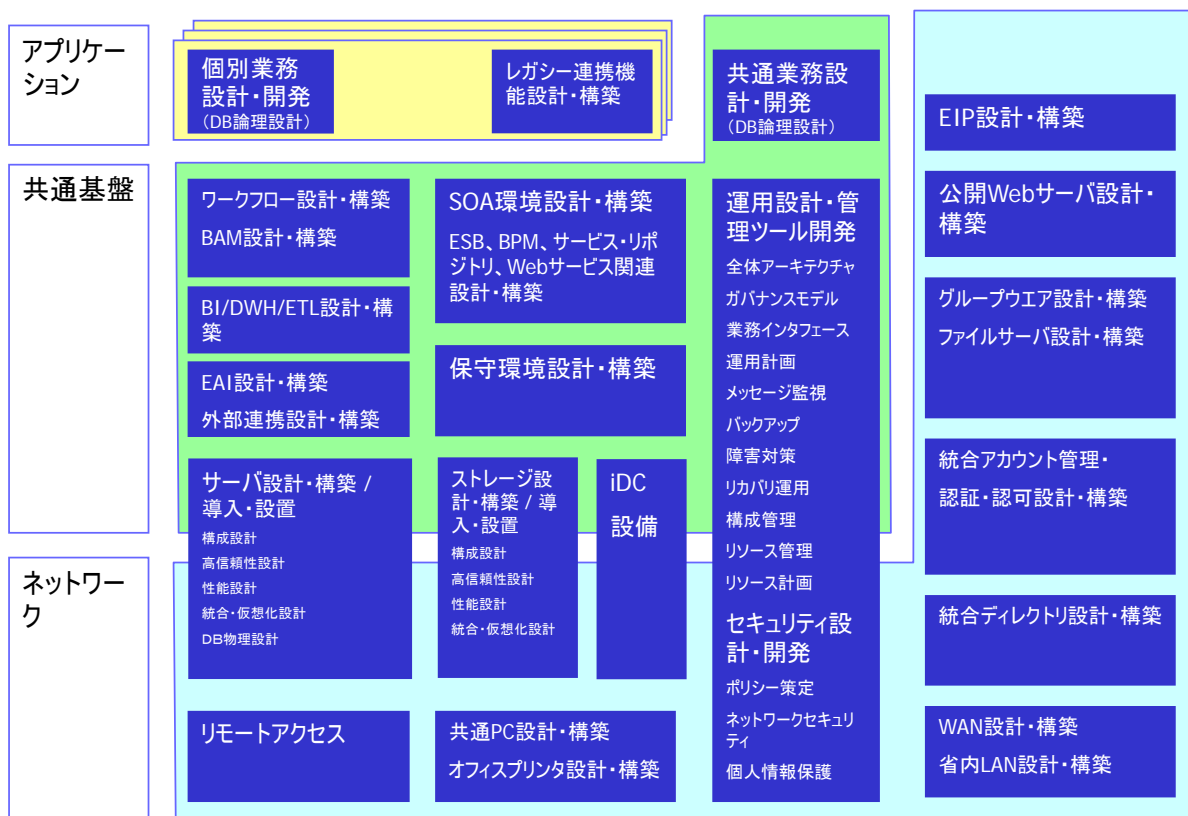 アプリケー
ション
個別業務
設計・開発
（DB論理設計）
レガシー連携機
能設計・構築
共通業務設
計・開発
（DB論理設計）
EIP設計・構築
共通基盤
ワークフロー設計・構築
BAM設計・構築
BI/DWH/ETL設計・構
築
EAI設計・構築
外部連携設計・構築
SOA環境設計・構築
ESB、BPM、サービス・リポ
ジトリ、Webサービス関連
設計・構築
保守環境設計・構築
サーバ設計・構築 /
導入・設置
構成設計
高信頼性設計
性能設計
統合・仮想化設計
DB物理設計
ストレージ設
計・構築 / 導
入・設置
構成設計
高信頼性設計
性能設計
統合・仮想化設計
iDC
設備
運用設計・管
理ツール開発
全体アーキテクチャ
ガバナンスモデル
業務インタフェース
運用計画
メッセージ監視
バックアップ
障害対策
リカバリ運用
構成管理
リソース管理
リソース計画
セキュリティ設
計・開発
ポリシー策定
ネットワークセキュリ
ティ
個人情報保護
公開Webサーバ設計・
構築
グループウエア設計・構築
ファイルサーバ設計・構築
統合アカウント管理・
認証・認可設計・構築
統合ディレクトリ設計・構築
WAN設計・構築
省内LAN設計・構築
ネットワー
ク
リモートアクセス
共通PC設計・構築
オフィスプリンタ設計・構築